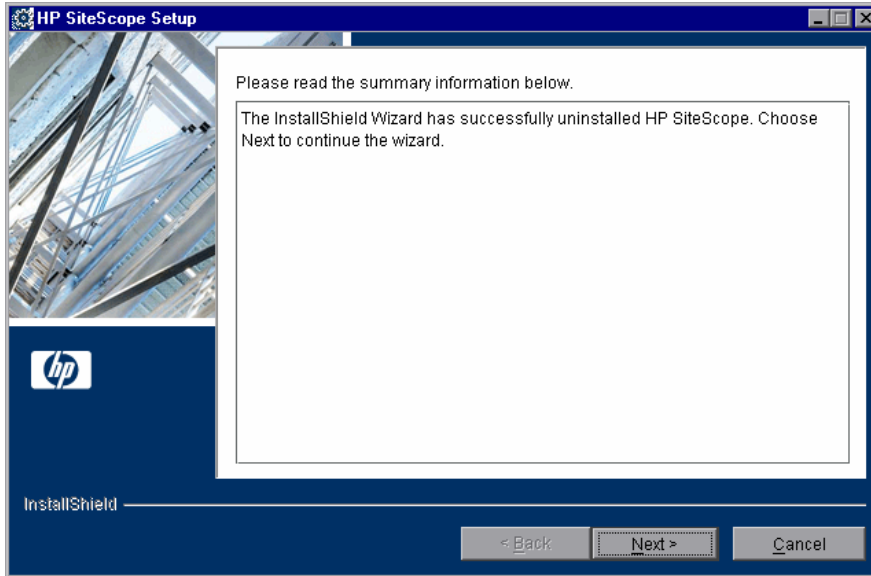 HP SiteScope Setup
Please read the summary information below.
The InstallShield Wizard has successfully uninstalled HP SiteScope. Choose
Next to continue the wizard.
hp
InstallShield
< Back Next > Cancel